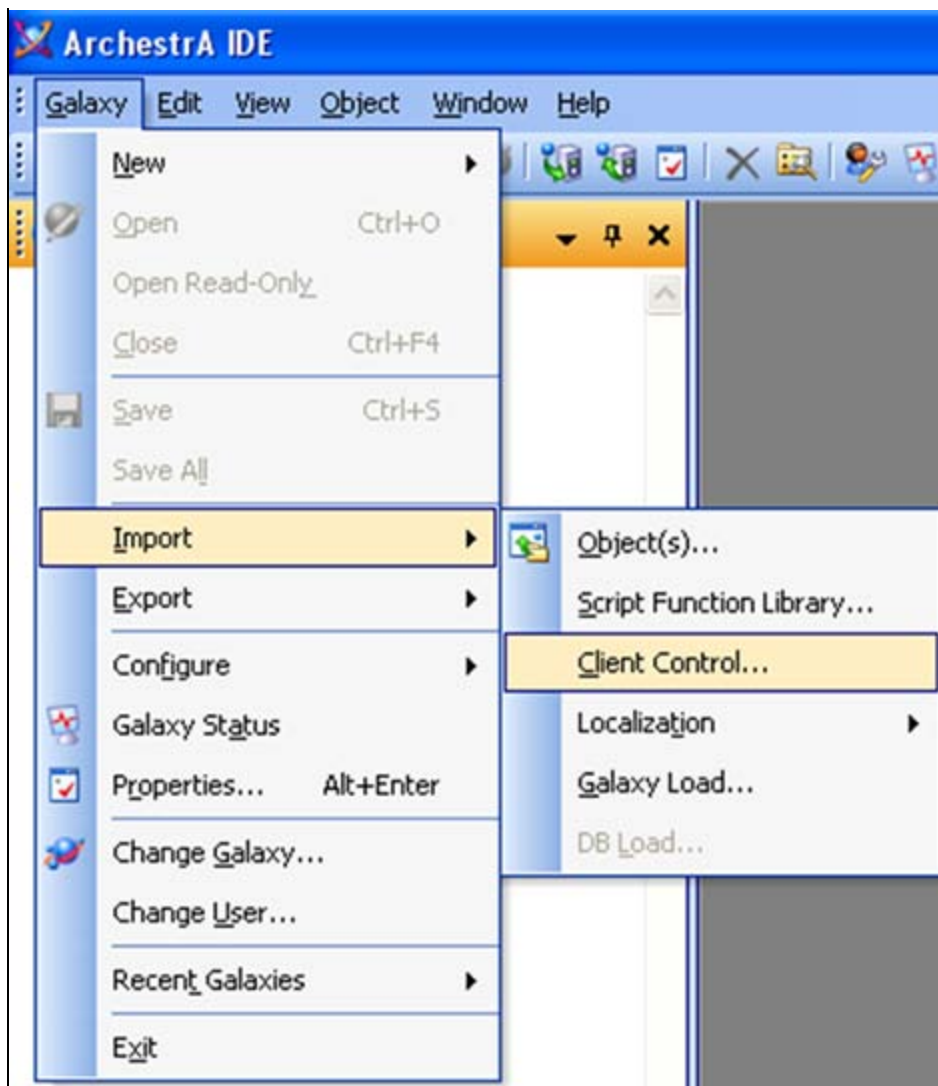 ArchestrA IDE
Galaxy Edit View Object Window Help
New
Open Ctrl+O
Open Read-Only
Close Ctrl+F4
Save Ctrl+S
Save All
Import
Export
Configure
Galaxy Status
Properties... Alt+Enter
Change Galaxy...
Change User...
Recent Galaxies
Exit
Object(s)...
Script Function Library...
Client Control...
Localization
Galaxy Load...
DB Load...